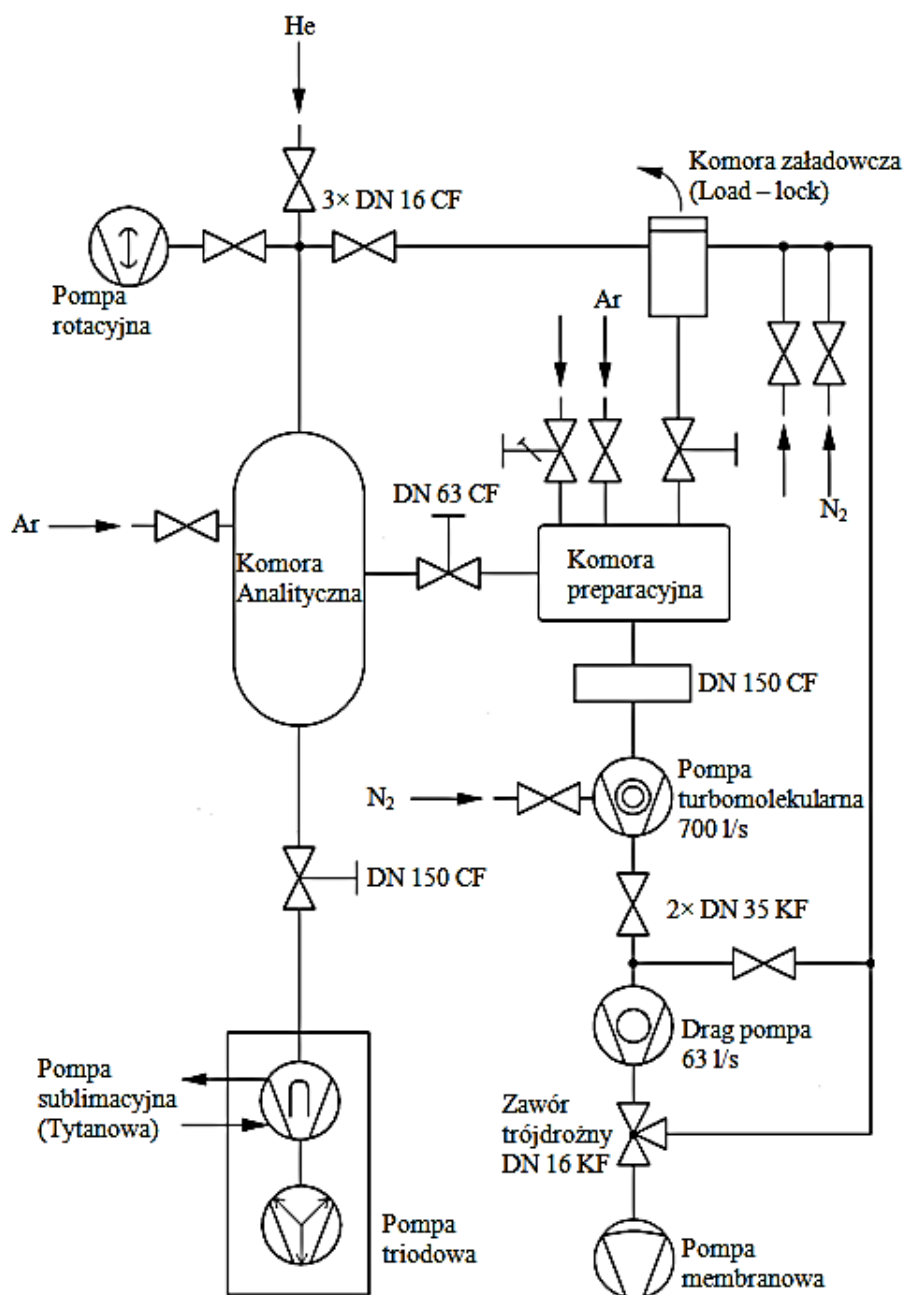 He
3× DN 16 CF
Komora załadowcza
(Load – lock)
Pompa
rotacyjna
Ar
DN 63 CF
Ar
N₂
Komora
Analityczna
Komora
preparacyjna
DN 150 CF
N₂
Pompa
turbomolekularna
700 l/s
DN 150 CF
2× DN 35 KF
Drag pompa
63 l/s
Pompa
sublimacyjna
(Tytanowa)
Zawór
trójdrożny
DN 16 KF
Pompa
triodowa
Pompa
membranowa